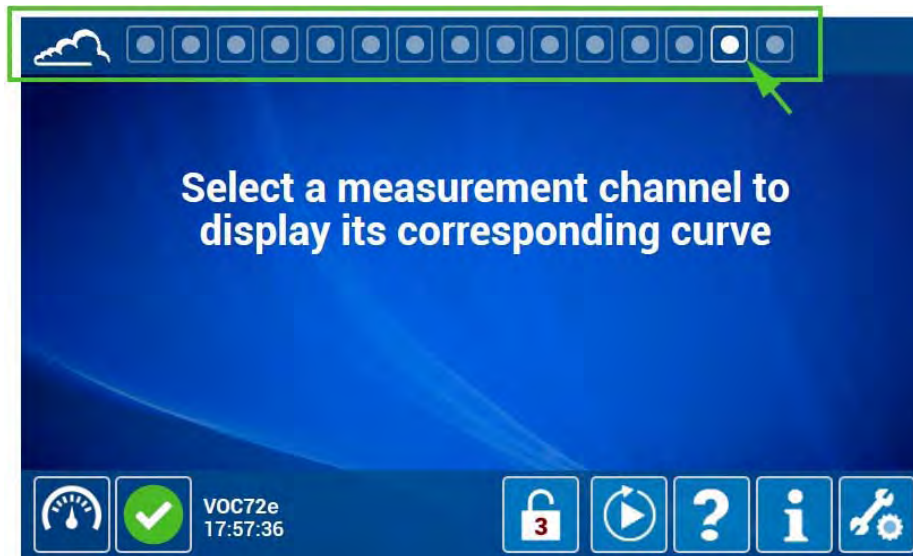 Select a measurement channel to
display its corresponding curve
VOC72e
17:57:36
3
?
i